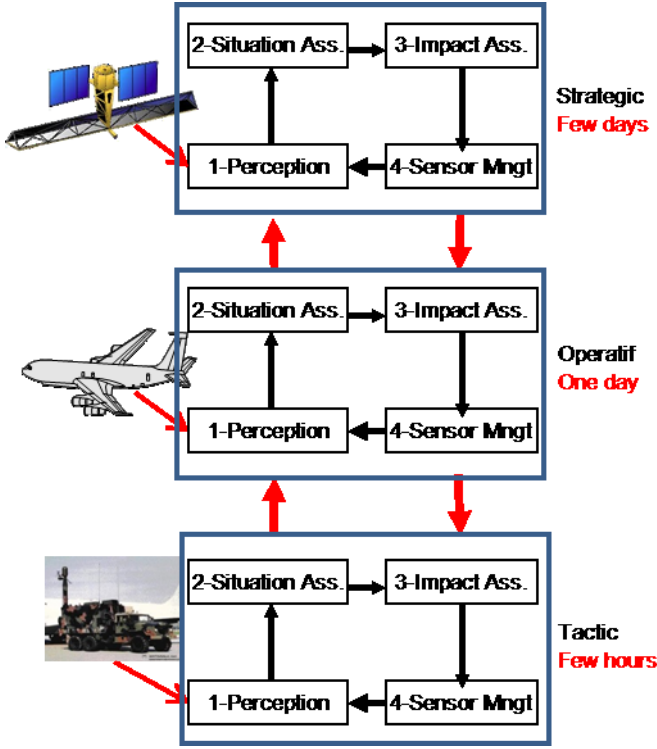 2-Situation Ass.
3-Impact Ass.
Strategic
Few days
1-Perception
4-Sensor Mngt
2-Situation Ass.
3-Impact Ass.
Operatif
One day
1-Perception
4-Sensor Mngt
2-Situation Ass.
3-Impact Ass.
Tactic
Few hours
1-Perception
4-Sensor Mngt